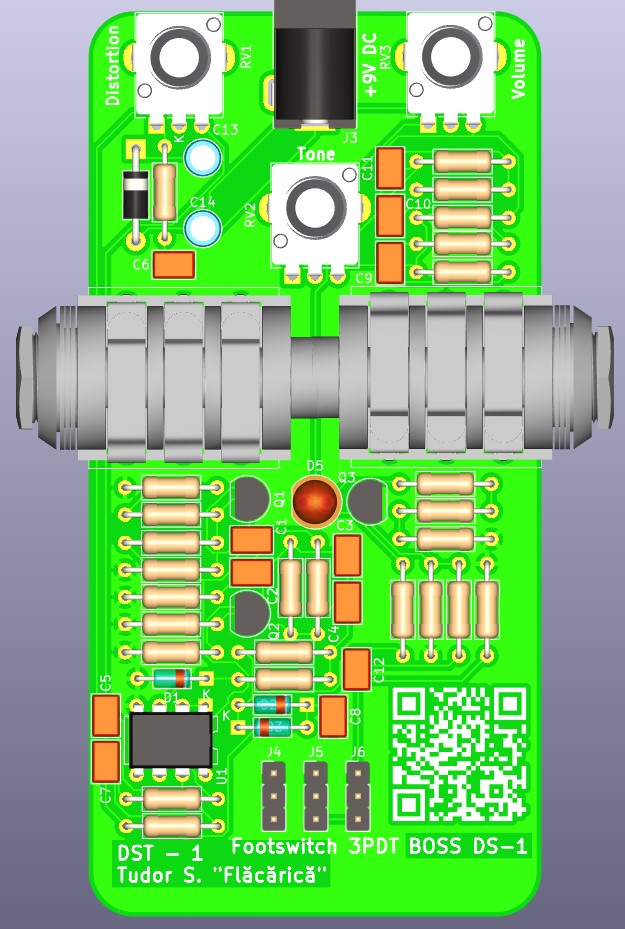 Distortion
RV1
+9V DC
RV3
Volume
J3
K
C13
Tone
C11
C14
C10
RV2
C6
C9
D5
Q1
Q3
C1
C3
C2
Q2
C4
C12
D1
K
C5
K
C8
U1
C7
J4
J5
J6
Footswitch 3PDT
BOSS DS-1
DST - 1
Tudor S. "Flăcărică"